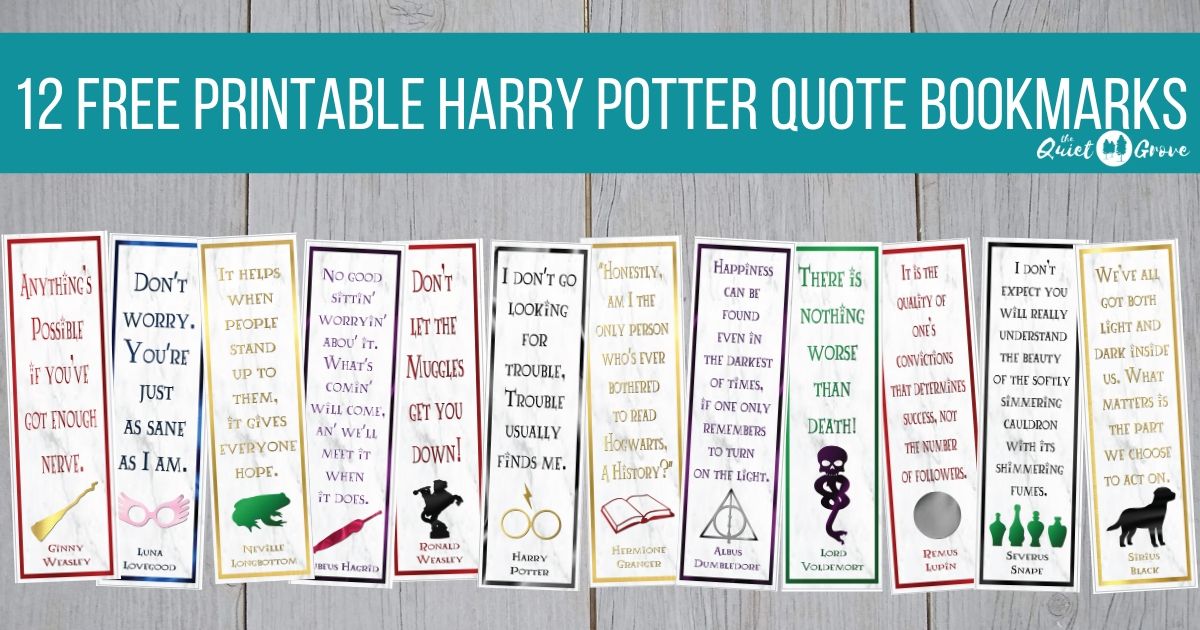 12 FREE PRINTABLE HARRY POTTER QUOTE BOOKMARKS
the
Quiet Grove
ANYTHING'S
POSSIBLE
IF YOU'VE
GOT ENOUGH
NERVE.
GINNY
WEASLEY
DON'T
WORRY.
YOU'RE
JUST
AS SANE
AS I AM.
LUNA
LOVEGOOD
IT HELPS
WHEN
PEOPLE
STAND
UP TO
THEM,
IT GIVES
EVERYONE
HOPE.
NEVILLE
LONGBOTTOM
NO GOOD
SITTIN'
WORRYIN'
ABOU' IT.
WHAT'S
COMIN'
WILL COME,
AN' WE'LL
MEET IT
WHEN
IT DOES.
UBEUS HAGRID
DON'T
LET THE
MUGGLES
GET YOU
DOWN!
RONALD
WEASLEY
I DON'T GO
LOOKING
FOR
TROUBLE,
TROUBLE
USUALLY
FINDS ME.
HARRY
POTTER
"HONESTLY,
AM I THE
ONLY PERSON
WHO'S EVER
BOTHERED
TO READ
HOGWARTS,
A HISTORY?"
HERMIONE
GRANGER
HAPPINESS
CAN BE
FOUND
EVEN IN
THE DARKEST
OF TIMES,
IF ONE ONLY
REMEMBERS
TO TURN
ON THE LIGHT.
ALBUS
DUMBLEDORE
THERE IS
NOTHING
WORSE
THAN
DEATH!
LORD
VOLDEMORT
IT IS THE
QUALITY OF
ONE'S
CONVICTIONS
THAT DETERMINES
SUCCESS, NOT
THE NUMBER
OF FOLLOWERS.
REMUS
LUPIN
I DON'T
EXPECT YOU
WILL REALLY
UNDERSTAND
THE BEAUTY
OF THE SOFTLY
SIMMERING
CAULDRON
WITH ITS
SHIMMERING
FUMES.
SEVERUS
SNAPE
WE'VE ALL
GOT BOTH
LIGHT AND
DARK INSIDE
US. WHAT
MATTERS IS
THE PART
WE CHOOSE
TO ACT ON.
SIRIUS
BLACK